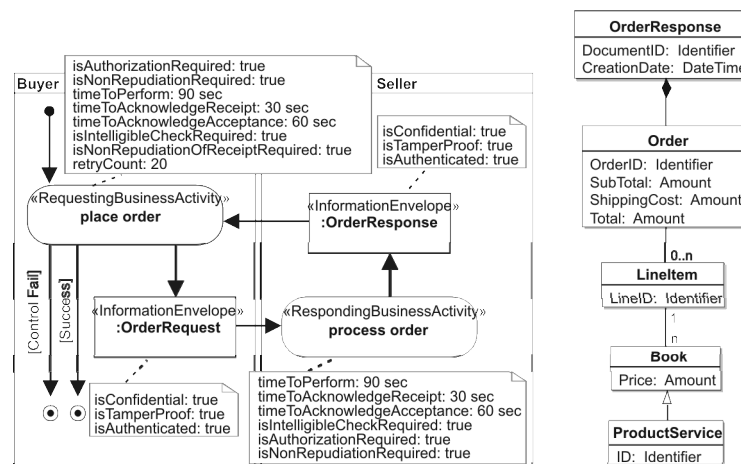 isAuthorizationRequired: true
isNonRepudiationRequired: true
timeToPerform: 90 sec
timeToAcknowledgeReceipt: 30 sec
timeToAcknowledgeAcceptance: 60 sec
isIntelligibleCheckRequired: true
isNonRepudiationOfReceiptRequired: true
retryCount: 20
Buyer
Seller
isConfidential: true
isTamperProof: true
isAuthenticated: true
«RequestingBusinessActivity»
place order
«InformationEnvelope»
:OrderResponse
[Control Fail]
[Success]
«InformationEnvelope»
:OrderRequest
«RespondingBusinessActivity»
process order
isConfidential: true
isTamperProof: true
isAuthenticated: true
timeToPerform: 90 sec
timeToAcknowledgeReceipt: 30 sec
timeToAcknowledgeAcceptance: 60 sec
isIntelligibleCheckRequired: true
isAuthorizationRequired: true
isNonRepudiationRequired: true
OrderResponse
DocumentID: Identifier
CreationDate: DateTime
Order
OrderID: Identifier
SubTotal: Amount
ShippingCost: Amount
Total: Amount
0..n
LineItem
LineID: Identifier
1
n
Book
Price: Amount
ProductService
ID: Identifier